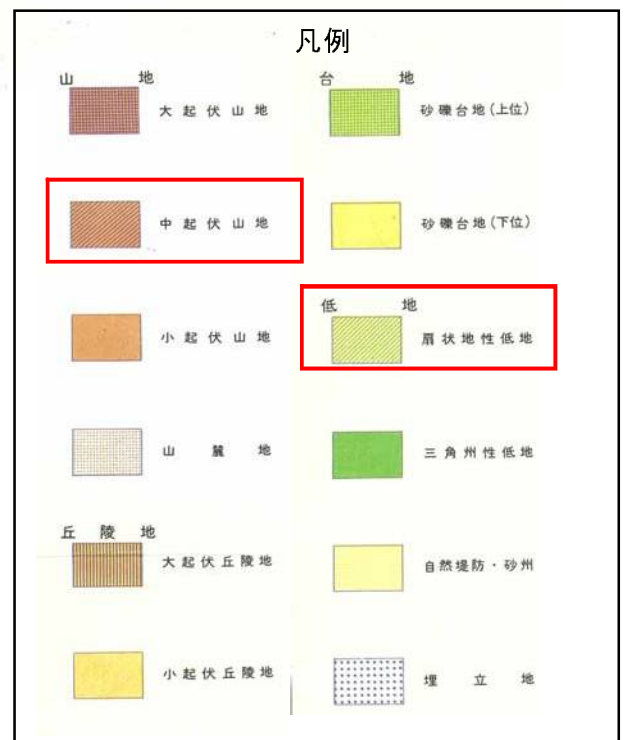 凡例
山地
大起伏山地
中起伏山地
小起伏山地
山麓地
丘陵地
大起伏丘陵地
小起伏丘陵地
台地
砂礫台地(上位)
砂礫台地(下位)
低地
扇状地性低地
三角州性低地
自然堤防・砂州
埋立地